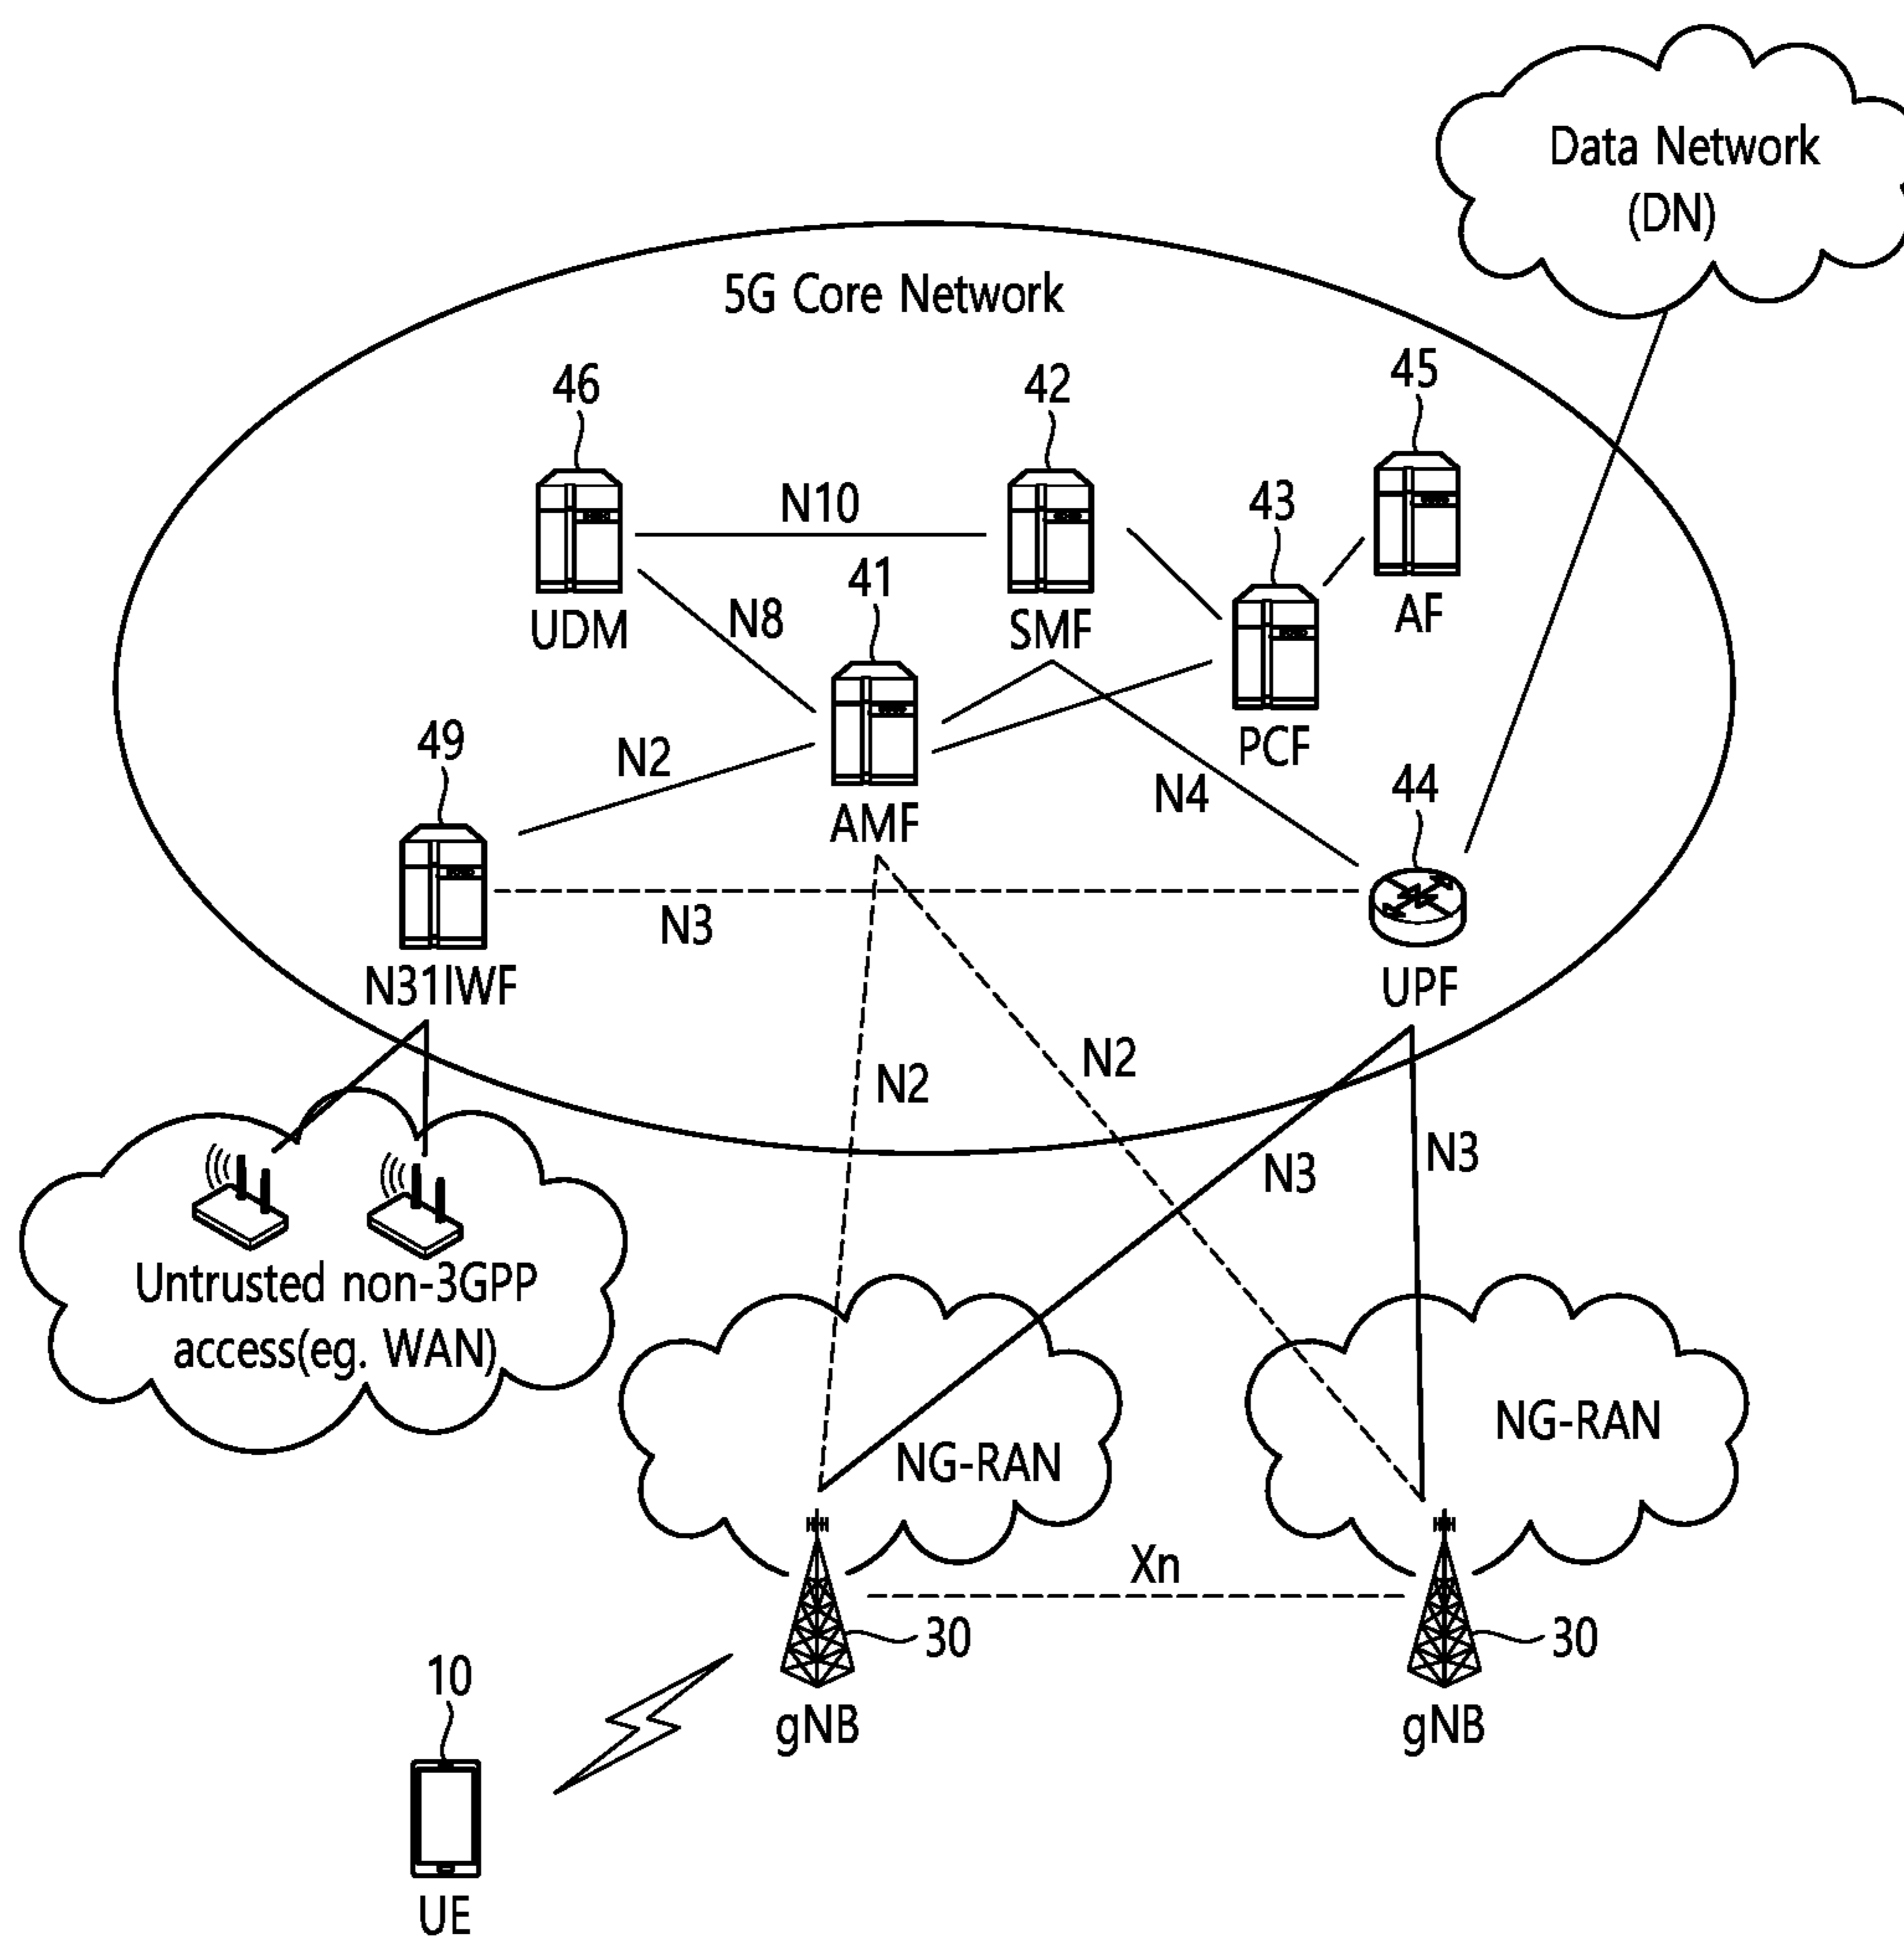 Data Network
(DN)
5G Core Network
46
42
45
43
N10
41
UDM
N8
SMF
AF
49
N2
PCF
N4
44
AMF
N3
N31IWF
UPF
N2
N2
N3
N3
Untrusted non-3GPP
access(eg. WAN)
NG-RAN
NG-RAN
Xn
30
30
10
gNB
gNB
UE